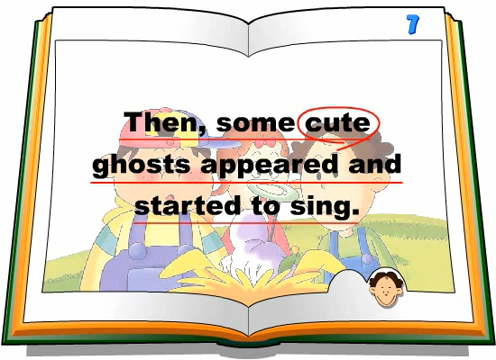 7
Then, some cute
ghosts appeared and
started to sing.